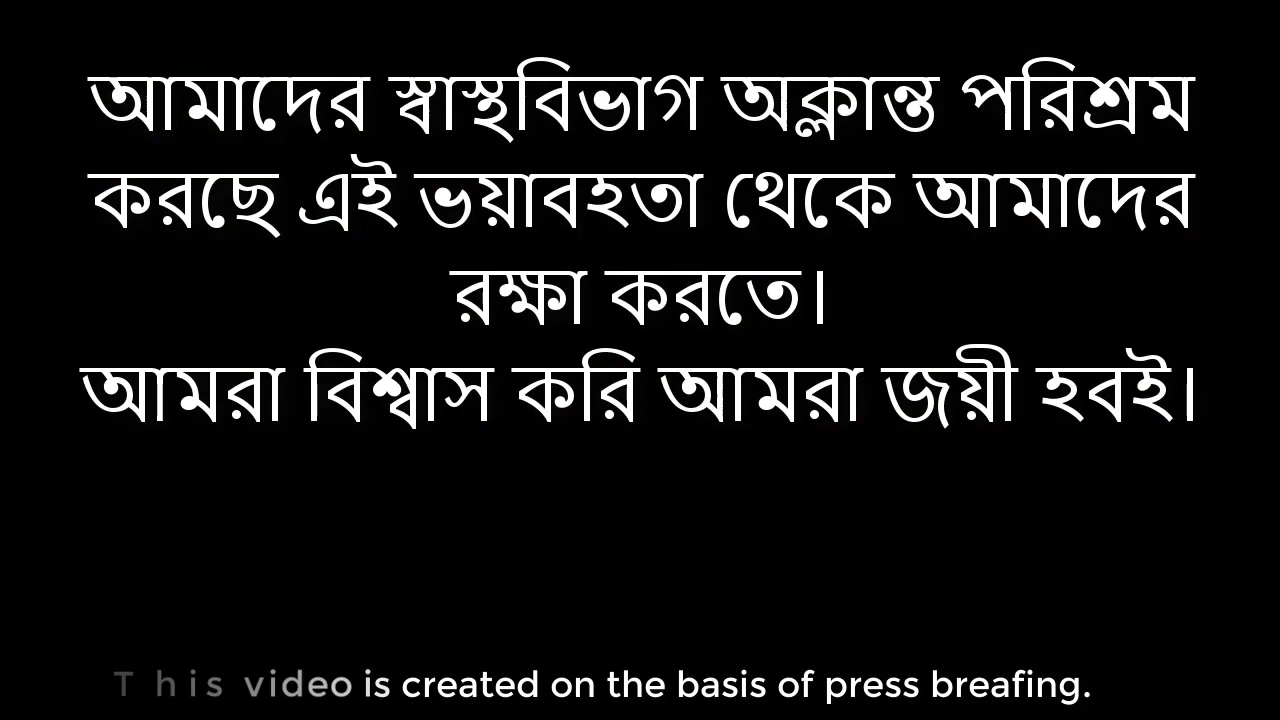 আমাদের স্বাস্থবিভাগ অক্লান্ত পরিশ্রম
করছে এই ভয়াবহতা থেকে আমাদের
রক্ষা করতে।
আমরা বিশ্বাস করি আমরা জয়ী হবই।
This video is created on the basis of press breafing.